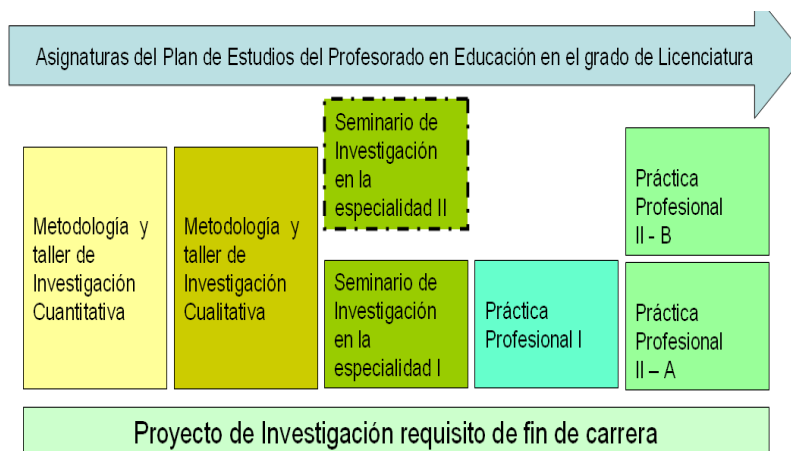 Asignaturas del Plan de Estudios del Profesorado en Educación en el grado de Licenciatura
Metodología y
taller de
Investigación
Cuantitativa
Metodología y
taller de
Investigación
Cualitativa
Seminario de
Investigación
en la
especialidad II
Seminario de
Investigación
en la
especialidad I
Práctica
Profesional I
Práctica
Profesional
II - B
Práctica
Profesional
II – A
Proyecto de Investigación requisito de fin de carrera